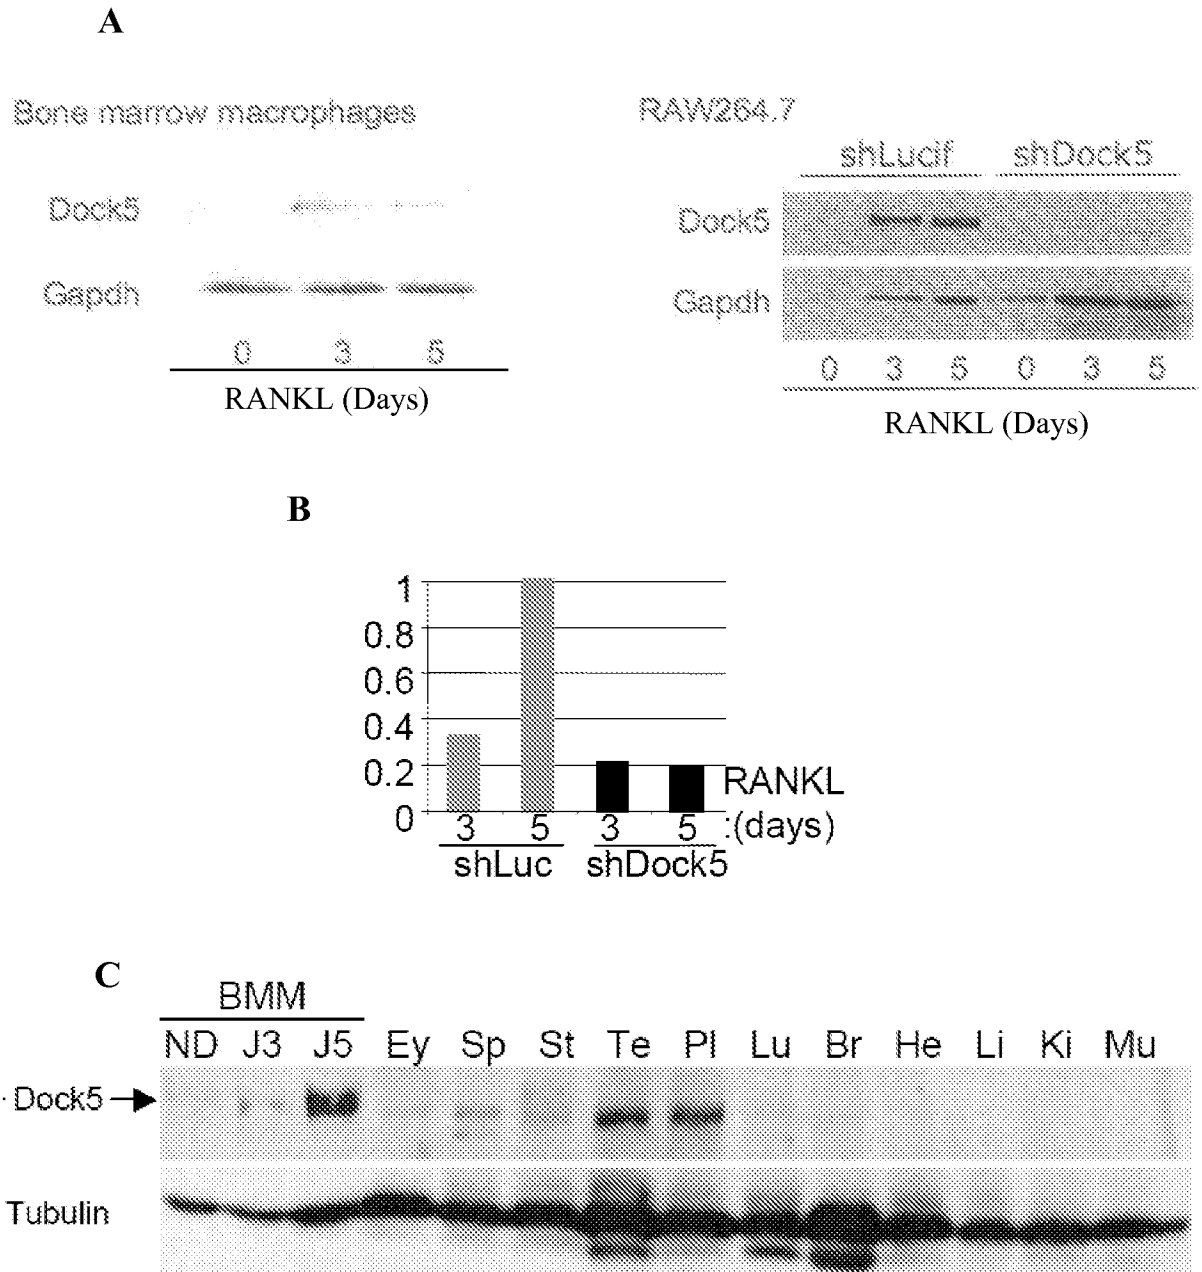 A
Bone marrow macrophages
Dock5
Gapdh
0 3 5
RANKL (Days)
RAW264.7
shLucif shDock5
Dock5
Gapdh
0 3 5 0 3 5
RANKL (Days)
B
1
0.8
0.6
0.4
0.2
0
3 5 3 5
shLuc shDock5
RANKL
:(days)
C
BMM
ND J3 J5 Ey Sp St Te Pl Lu Br He Li Ki Mu
Dock5
Tubulin